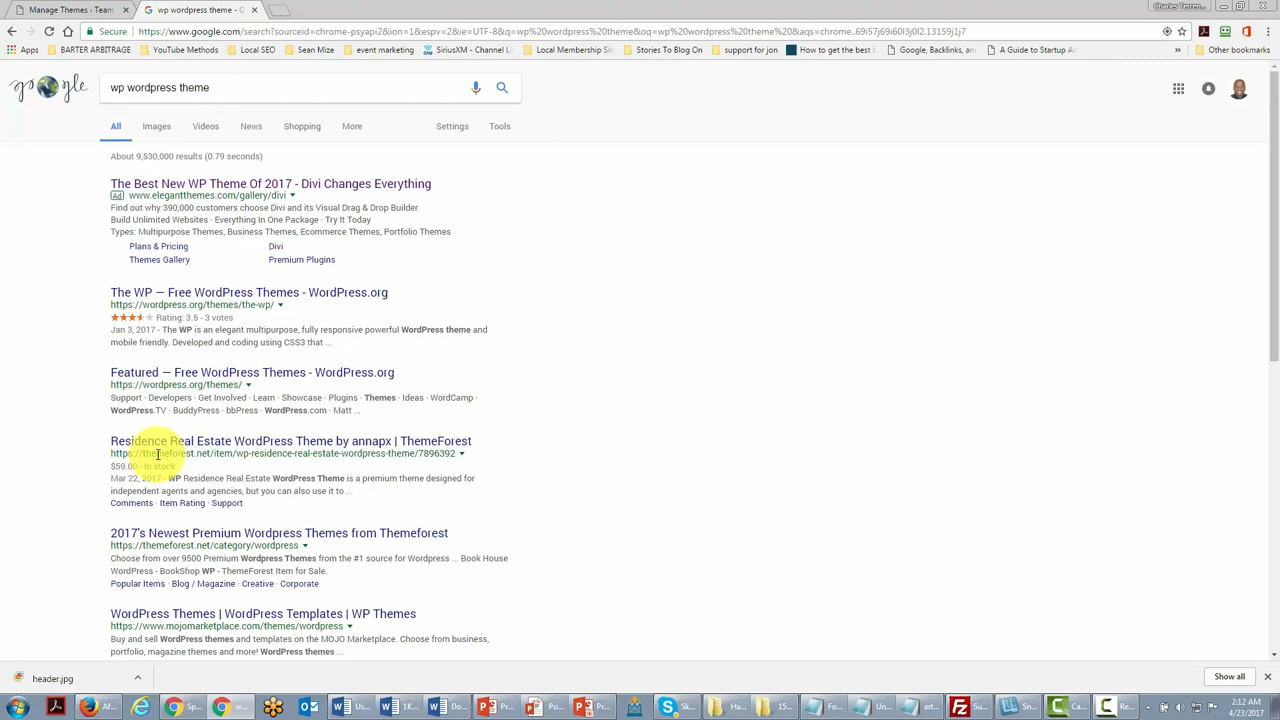 Manage Themes ‹ Team
wp wordpress theme - G
Secure
https://www.google.com/search?sourceid=chrome-psyapi2&ion=1&espv=2&ie=UTF-8&q=wp%20wordpress%20theme&oq=wp%20wordpress%20theme%20&aqs=chrome..69i57j69i60l3j0l2.13159j1j7
Apps
BARTER ARBITRAGE
YouTube Methods
Local SEO
Sean Mize
event marketing
SiriusXM - Channel Li
Local Membership Sit
Stories To Blog On
support for jon
How to get the best
Google, Backlinks, a
A Guide to Startup A
Other bookmarks
wp wordpress theme
All Images Videos News Shopping More Settings Tools
About 9,530,000 results (0.79 seconds)
The Best New WP Theme Of 2017 - Divi Changes Everything
Ad www.elegantthemes.com/gallery/divi
Find out why 390,000 customers choose Divi and its Visual Drag & Drop Builder.
Build Unlimited Websites · Everything In One Package · Try It Today
Types: Multipurpose Themes, Business Themes, Ecommerce Themes, Portfolio Themes
Plans & Pricing Divi
Themes Gallery Premium Plugins
The WP — Free WordPress Themes - WordPress.org
https://wordpress.org/themes/the-wp/
Rating: 3.5 - 3 votes
Jan 3, 2017 - The WP is an elegant multipurpose, fully responsive powerful WordPress theme and
mobile friendly. Developed and coding using CSS3 that ...
Featured — Free WordPress Themes - WordPress.org
https://wordpress.org/themes/
Support · Developers · Get Involved · Learn · Showcase · Plugins · Themes · Ideas · WordCamp ·
WordPress.TV · BuddyPress · bbPress · WordPress.com · Matt ...
Residence Real Estate WordPress Theme by annapx | ThemeForest
https://themeforest.net/item/wp-residence-real-estate-wordpress-theme/7896392
$59.00 - In stock
Mar 22, 2017 - WP Residence Real Estate WordPress Theme is a premium theme designed for
independent agents and agencies, but you can also use it to ...
Comments · Item Rating · Support
2017's Newest Premium Wordpress Themes from Themeforest
https://themeforest.net/category/wordpress
Choose from over 9500 Premium Wordpress Themes from the #1 source for Wordpress ... Book House
WordPress - BookShop WP - ThemeForest Item for Sale.
Popular Items · Blog / Magazine · Creative · Corporate
WordPress Themes | WordPress Templates | WP Themes
https://www.mojomarketplace.com/themes/wordpress
Buy and sell WordPress themes and templates on the MOJO Marketplace. Choose from business,
portfolio, magazine themes and more! WordPress themes ...
header.jpg
Show all
2:12 AM
4/23/2017